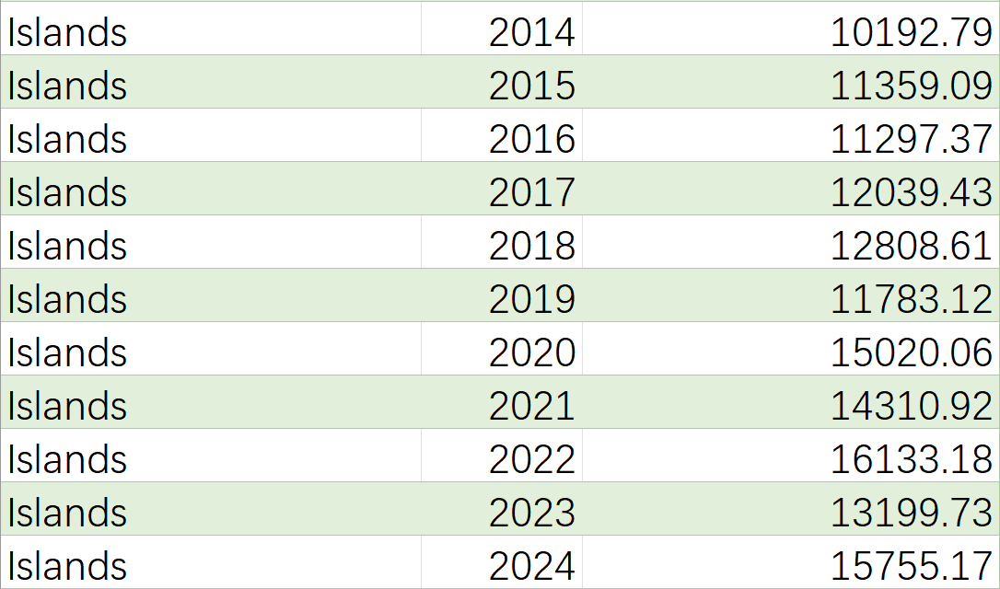 Islands 2014 10192.79
Islands 2015 11359.09
Islands 2016 11297.37
Islands 2017 12039.43
Islands 2018 12808.61
Islands 2019 11783.12
Islands 2020 15020.06
Islands 2021 14310.92
Islands 2022 16133.18
Islands 2023 13199.73
Islands 2024 15755.17